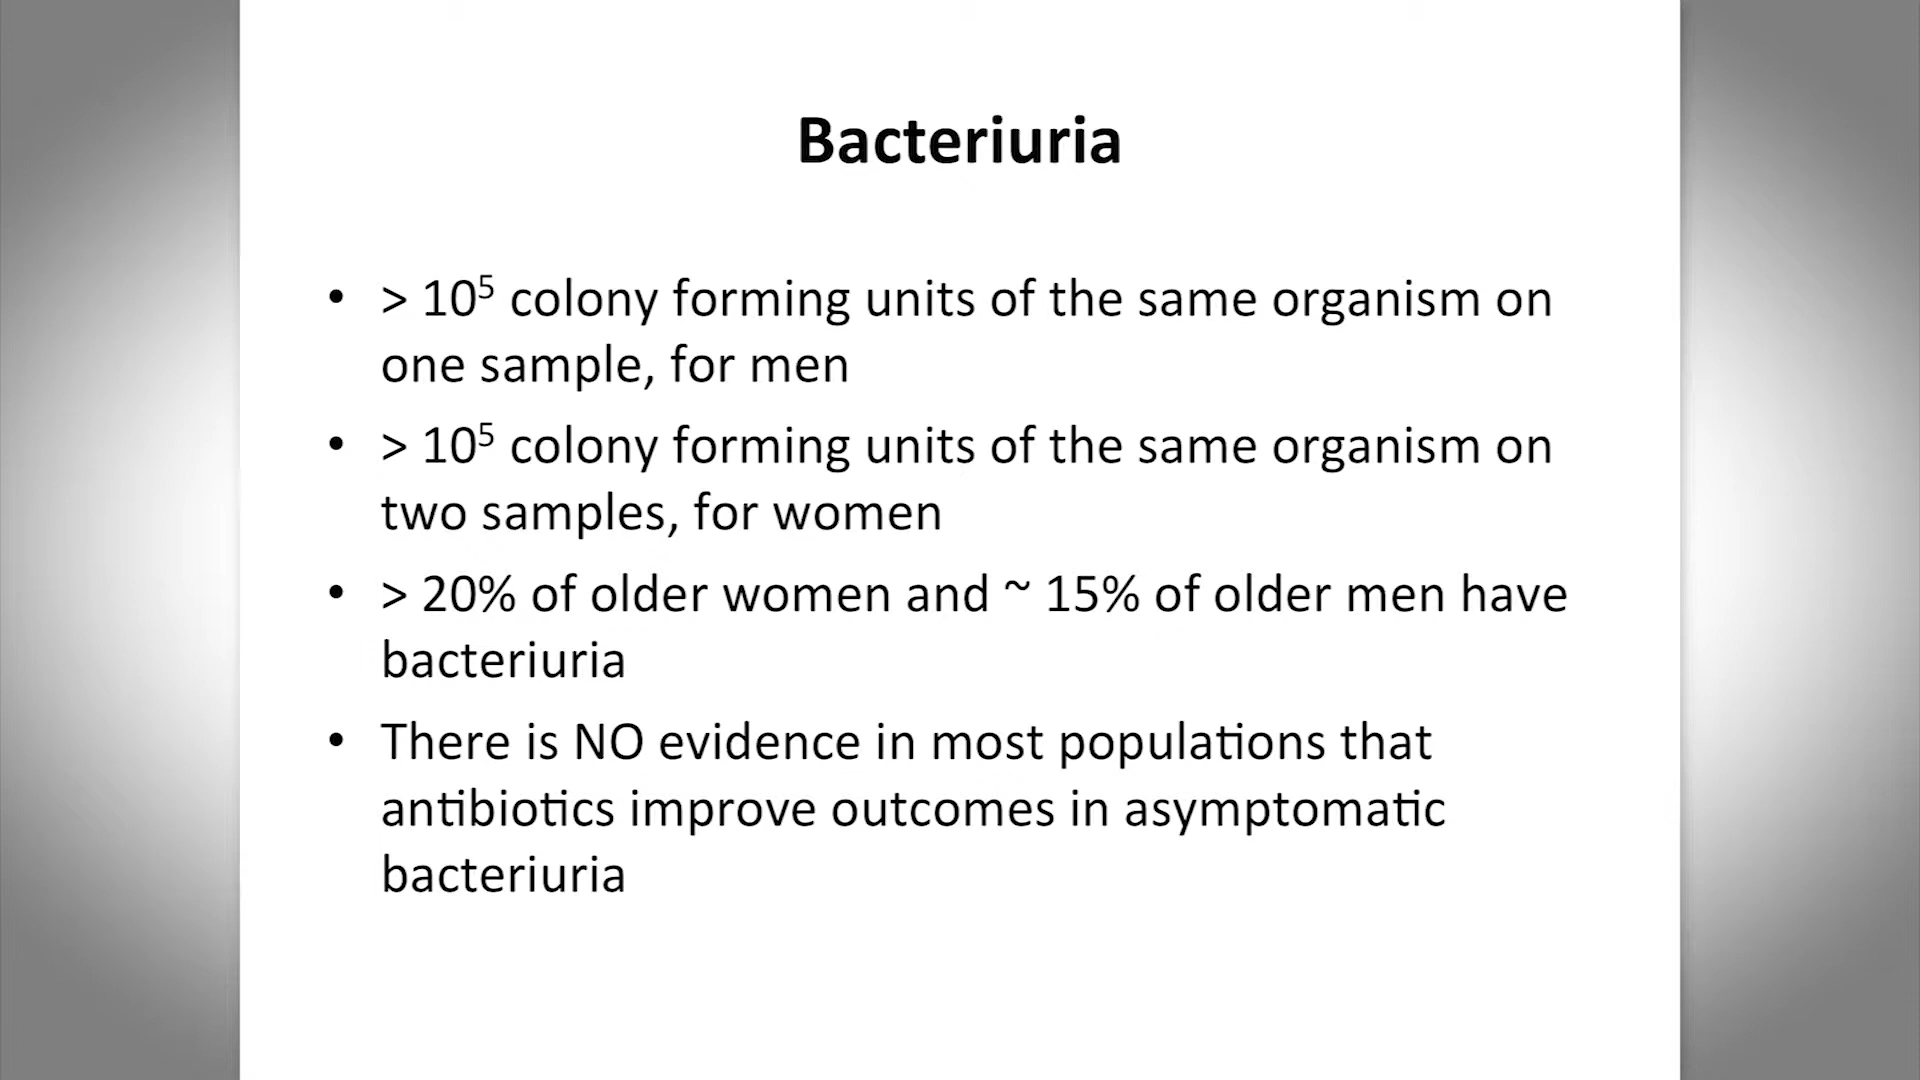 Bacteriuria
• > 10⁵ colony forming units of the same organism on
one sample, for men
• > 10⁵ colony forming units of the same organism on
two samples, for women
• > 20% of older women and ~ 15% of older men have
bacteriuria
• There is NO evidence in most populations that
antibiotics improve outcomes in asymptomatic
bacteriuria